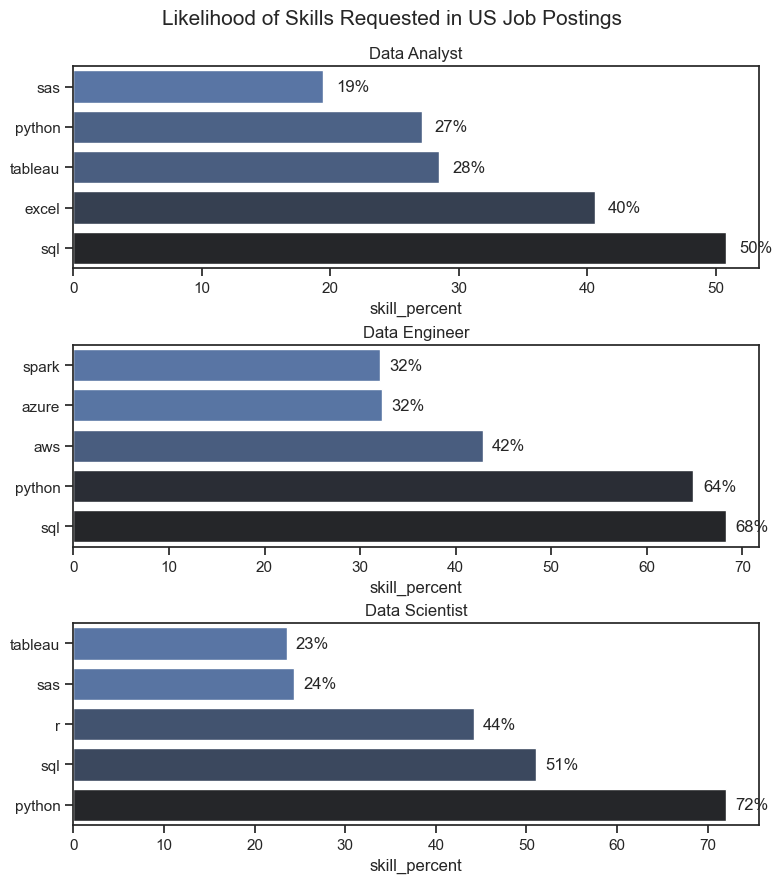 Likelihood of Skills Requested in US Job Postings
Data Analyst
sas 19%
python 27%
tableau 28%
excel 40%
sql 50%
0 10 20 30 40 50
skill_percent
Data Engineer
spark 32%
azure 32%
aws 42%
python 64%
sql 68%
0 10 20 30 40 50 60 70
skill_percent
Data Scientist
tableau 23%
sas 24%
r 44%
sql 51%
python 72%
0 10 20 30 40 50 60 70
skill_percent